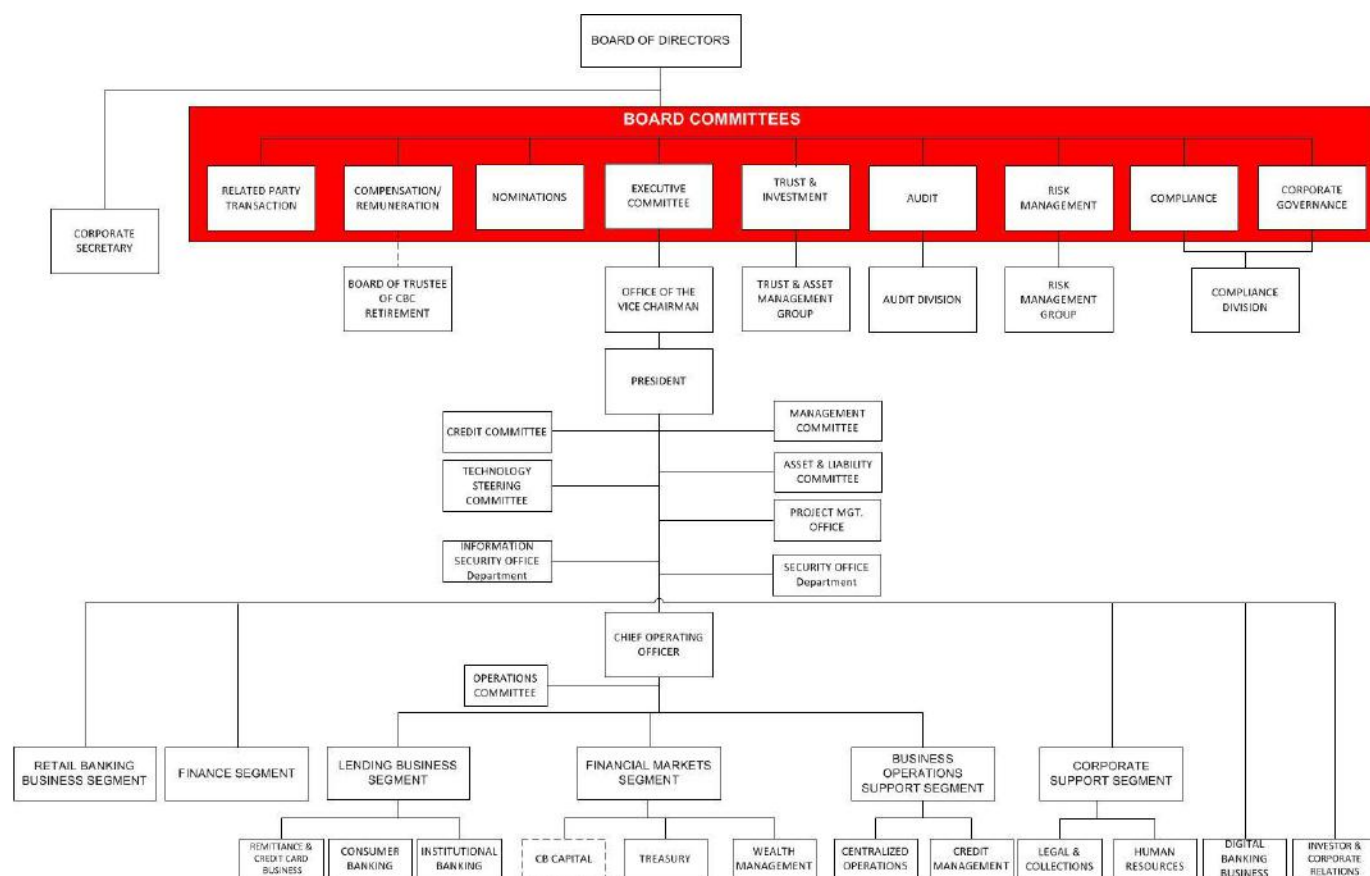 BOARD OF DIRECTORS
BOARD COMMITTEES
RELATED PARTY
TRANSACTION
COMPENSATION/
REMUNERATION
NOMINATIONS
EXECUTIVE
COMMITTEE
TRUST &
INVESTMENT
AUDIT
RISK
MANAGEMENT
COMPLIANCE
CORPORATE
GOVERNANCE
CORPORATE
SECRETARY
BOARD OF TRUSTEE
OF CBC
RETIREMENT
OFFICE OF THE
VICE CHAIRMAN
TRUST & ASSET
MANAGEMENT
GROUP
AUDIT DIVISION
RISK
MANAGEMENT
GROUP
COMPLIANCE
DIVISION
PRESIDENT
CREDIT COMMITTEE
MANAGEMENT
COMMITTEE
TECHNOLOGY
STEERING
COMMITTEE
ASSET & LIABILITY
COMMITTEE
PROJECT MGT.
OFFICE
INFORMATION
SECURITY OFFICE
Department
SECURITY OFFICE
Department
CHIEF OPERATING
OFFICER
OPERATIONS
COMMITTEE
RETAIL BANKING
BUSINESS SEGMENT
FINANCE SEGMENT
LENDING BUSINESS
SEGMENT
FINANCIAL MARKETS
SEGMENT
BUSINESS
OPERATIONS
SUPPORT SEGMENT
CORPORATE
SUPPORT SEGMENT
REMITTANCE &
CREDIT CARD
BUSINESS
CONSUMER
BANKING
INSTITUTIONAL
BANKING
CB CAPITAL
TREASURY
WEALTH
MANAGEMENT
CENTRALIZED
OPERATIONS
CREDIT
MANAGEMENT
LEGAL &
COLLECTIONS
HUMAN
RESOURCES
DIGITAL
BANKING
BUSINESS
INVESTOR &
CORPORATE
RELATIONS